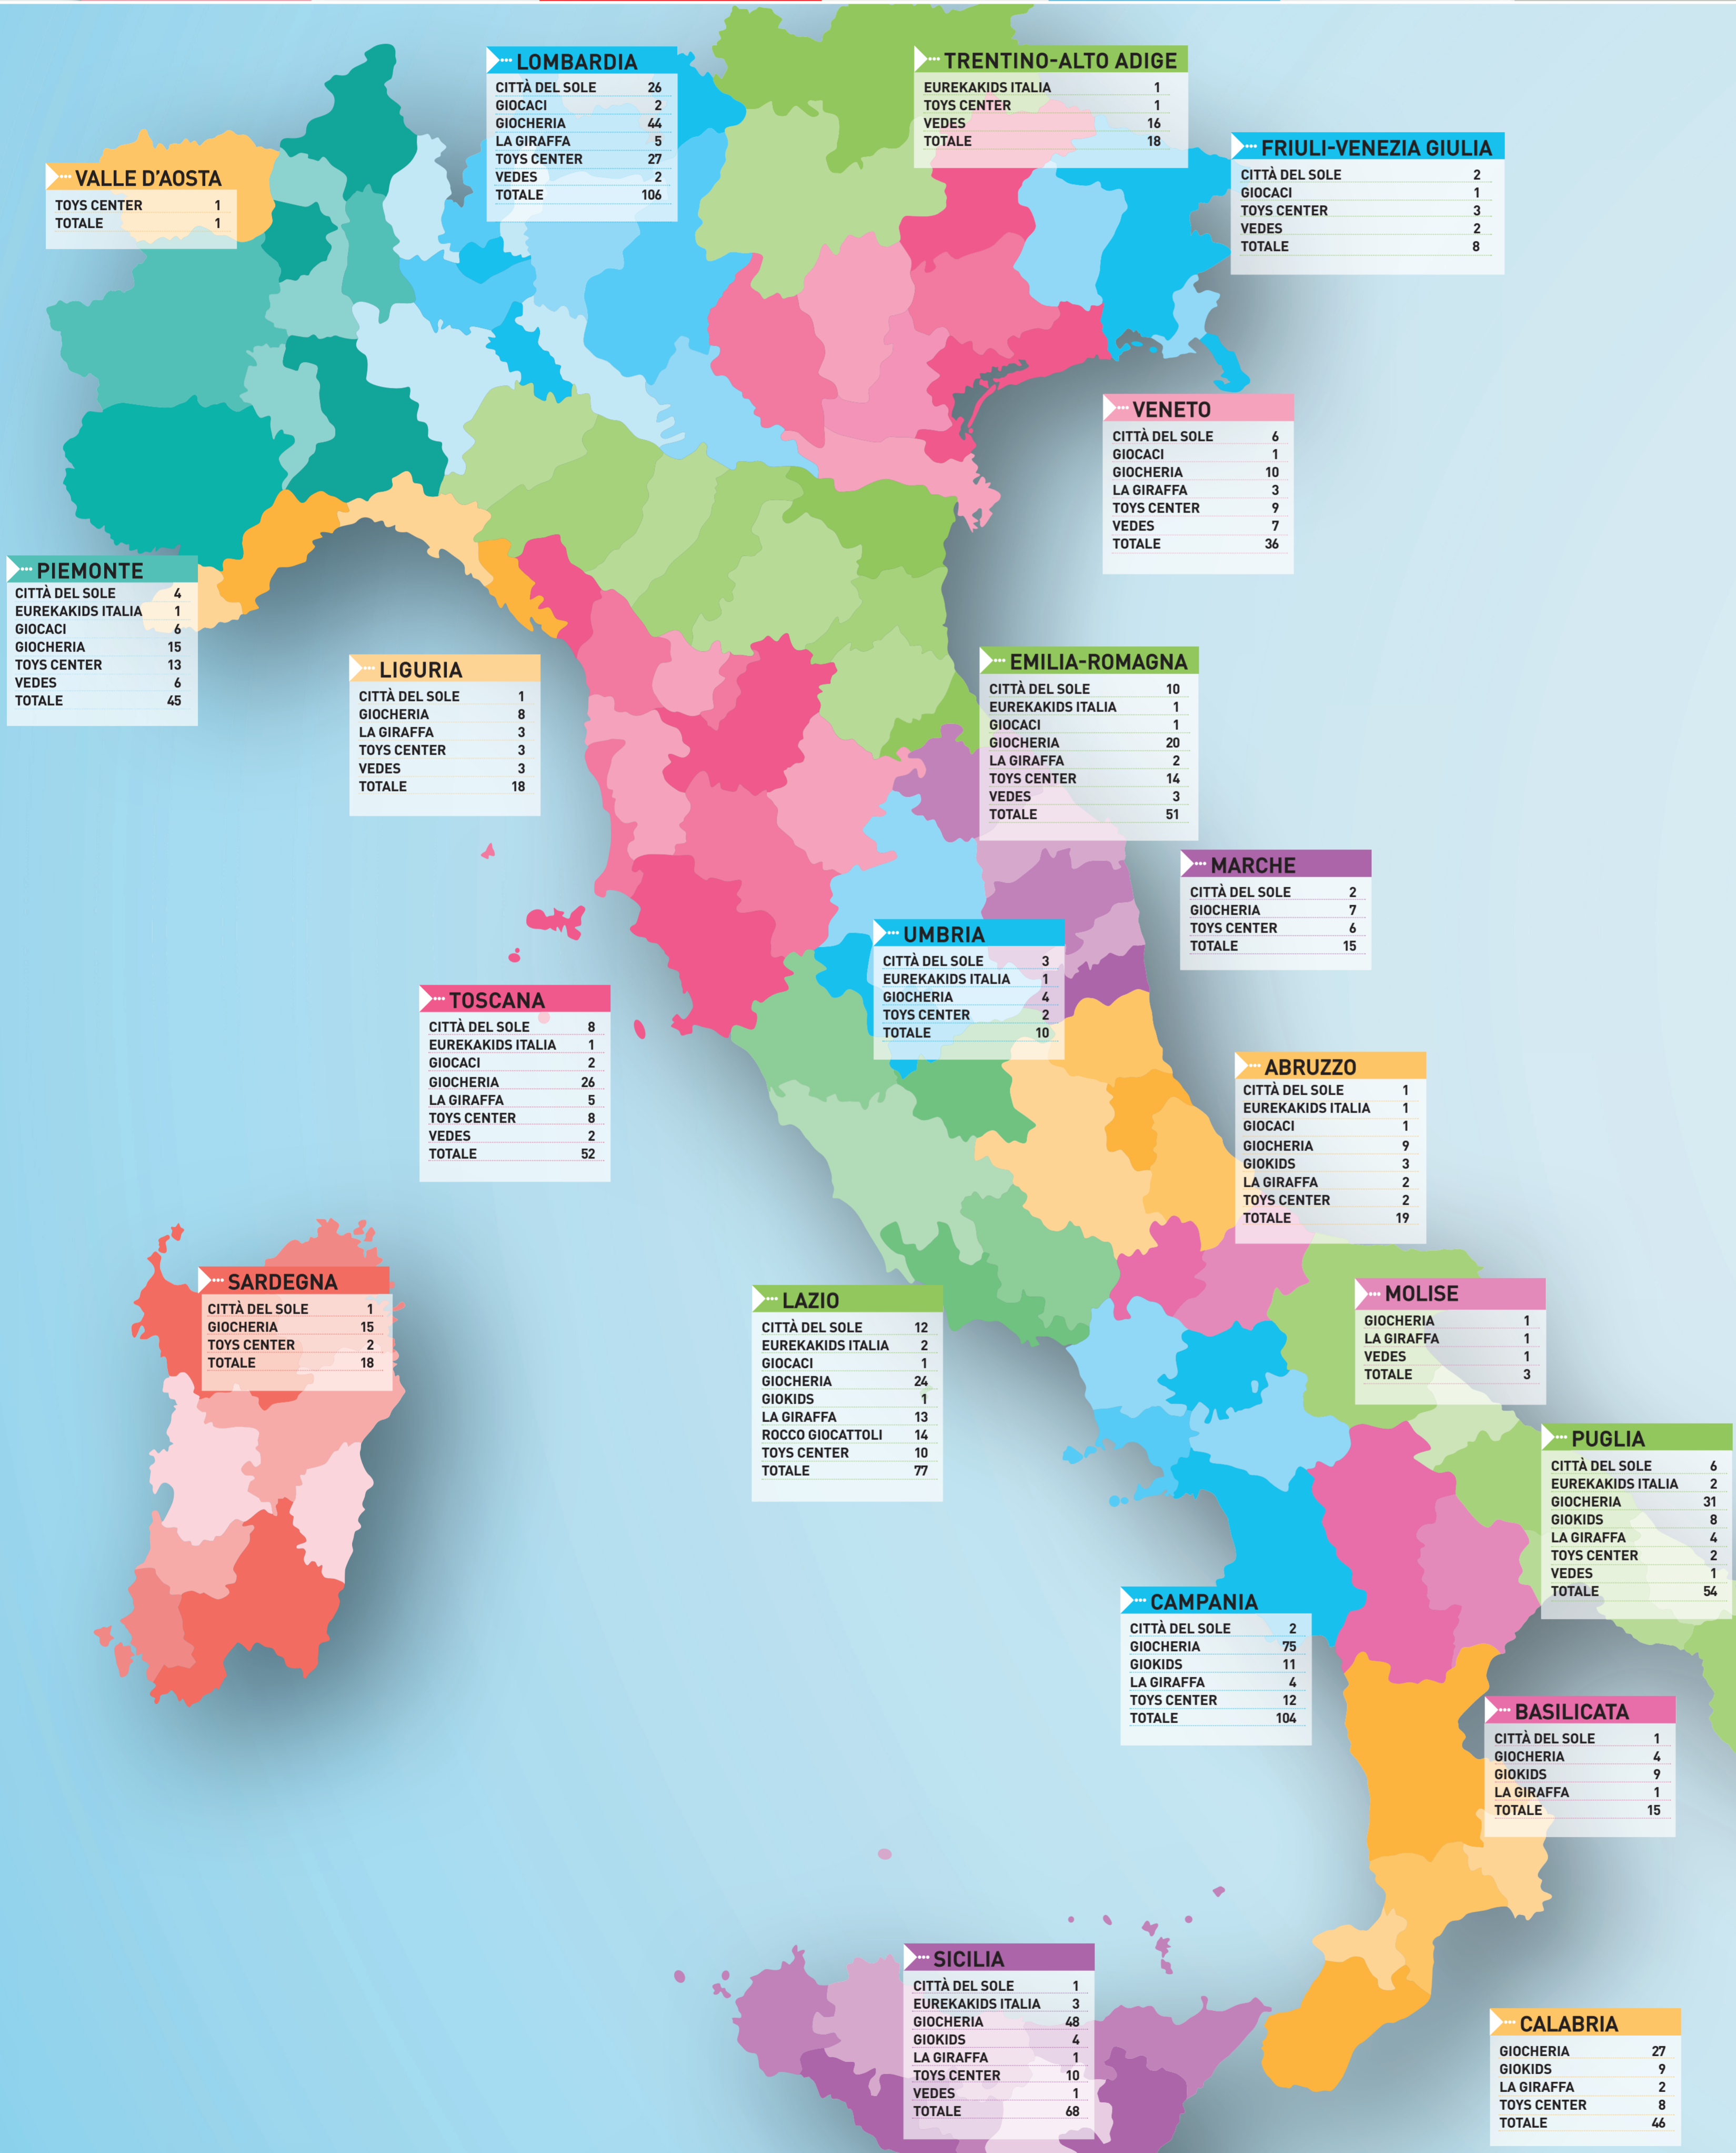 LOMBARDIA
CITTÀ DEL SOLE 26
GIOCACI 2
GIOCHERIA 44
LA GIRAFFA 5
TOYS CENTER 27
VEDES 2
TOTALE 106
TRENTINO-ALTO ADIGE
EUREKAKIDS ITALIA 1
TOYS CENTER 1
VEDES 16
TOTALE 18
FRIULI-VENEZIA GIULIA
CITTÀ DEL SOLE 2
GIOCACI 1
TOYS CENTER 3
VEDES 2
TOTALE 8
VALLE D'AOSTA
TOYS CENTER 1
TOTALE 1
VENETO
CITTÀ DEL SOLE 6
GIOCACI 1
GIOCHERIA 10
LA GIRAFFA 3
TOYS CENTER 9
VEDES 7
TOTALE 36
PIEMONTE
CITTÀ DEL SOLE 4
EUREKAKIDS ITALIA 1
GIOCACI 6
GIOCHERIA 15
TOYS CENTER 13
VEDES 6
TOTALE 45
LIGURIA
CITTÀ DEL SOLE 1
GIOCHERIA 8
LA GIRAFFA 3
TOYS CENTER 3
VEDES 3
TOTALE 18
EMILIA-ROMAGNA
CITTÀ DEL SOLE 10
EUREKAKIDS ITALIA 1
GIOCACI 1
GIOCHERIA 20
LA GIRAFFA 2
TOYS CENTER 14
VEDES 3
TOTALE 51
MARCHE
CITTÀ DEL SOLE 2
GIOCHERIA 7
TOYS CENTER 6
TOTALE 15
UMBRIA
CITTÀ DEL SOLE 3
EUREKAKIDS ITALIA 1
GIOCHERIA 4
TOYS CENTER 2
TOTALE 10
TOSCANA
CITTÀ DEL SOLE 8
EUREKAKIDS ITALIA 1
GIOCACI 2
GIOCHERIA 26
LA GIRAFFA 5
TOYS CENTER 8
VEDES 2
TOTALE 52
ABRUZZO
CITTÀ DEL SOLE 1
EUREKAKIDS ITALIA 1
GIOCACI 1
GIOCHERIA 9
GIOKIDS 3
LA GIRAFFA 2
TOYS CENTER 2
TOTALE 19
SARDEGNA
CITTÀ DEL SOLE 1
GIOCHERIA 15
TOYS CENTER 2
TOTALE 18
LAZIO
CITTÀ DEL SOLE 12
EUREKAKIDS ITALIA 2
GIOCACI 1
GIOCHERIA 24
GIOKIDS 1
LA GIRAFFA 13
ROCCO GIOCATTOLI 14
TOYS CENTER 10
TOTALE 77
MOLISE
GIOCHERIA 1
LA GIRAFFA 1
VEDES 1
TOTALE 3
PUGLIA
CITTÀ DEL SOLE 6
EUREKAKIDS ITALIA 2
GIOCHERIA 31
GIOKIDS 8
LA GIRAFFA 4
TOYS CENTER 2
VEDES 1
TOTALE 54
CAMPANIA
CITTÀ DEL SOLE 2
GIOCHERIA 75
GIOKIDS 11
LA GIRAFFA 4
TOYS CENTER 12
TOTALE 104
BASILICATA
CITTÀ DEL SOLE 1
GIOCHERIA 4
GIOKIDS 9
LA GIRAFFA 1
TOTALE 15
SICILIA
CITTÀ DEL SOLE 1
EUREKAKIDS ITALIA 3
GIOCHERIA 48
GIOKIDS 4
LA GIRAFFA 1
TOYS CENTER 10
VEDES 1
TOTALE 68
CALABRIA
GIOCHERIA 27
GIOKIDS 9
LA GIRAFFA 2
TOYS CENTER 8
TOTALE 46